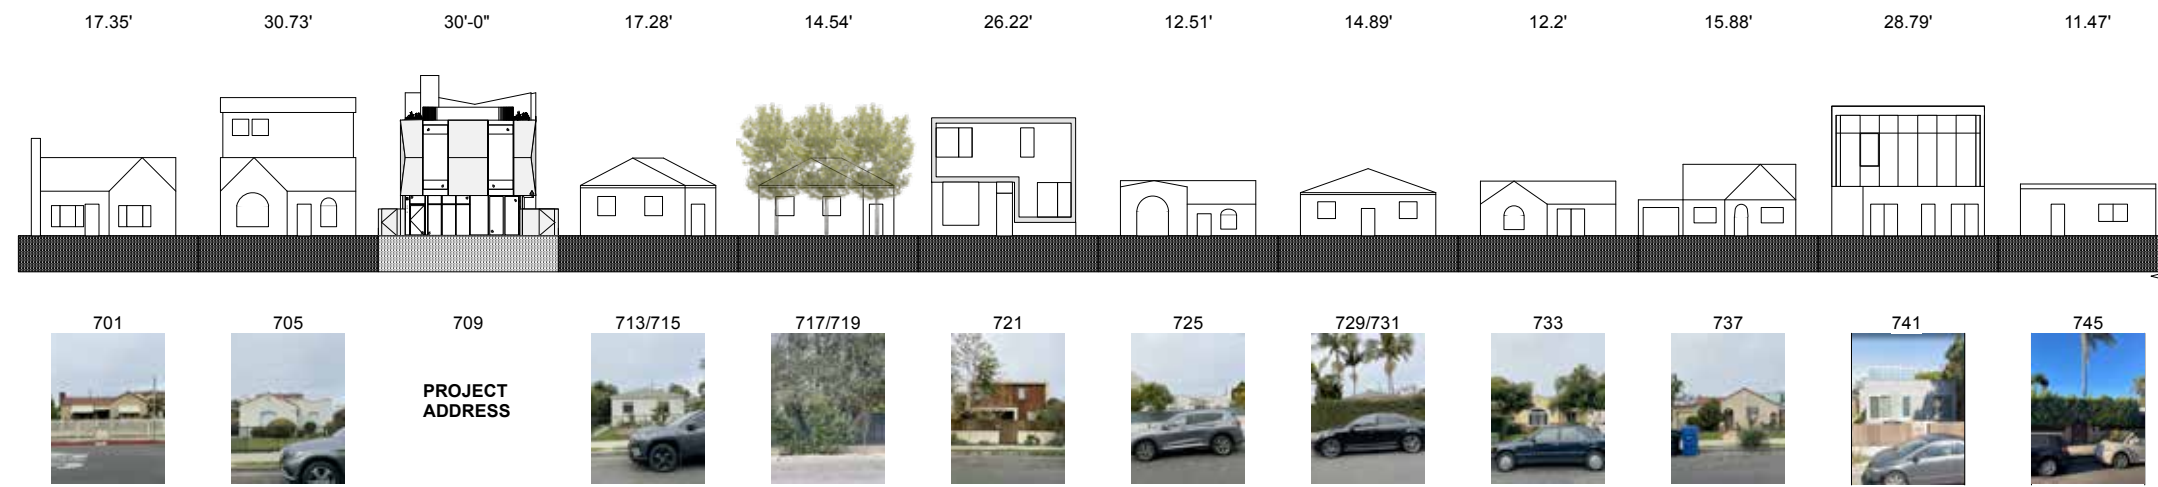 17.35' 30.73' 30'-0" 17.28' 14.54' 26.22' 12.51' 14.89' 12.2' 15.88' 28.79' 11.47'
701 705 709 713/715 717/719 721 725 729/731 733 737 741 745
PROJECT
ADDRESS